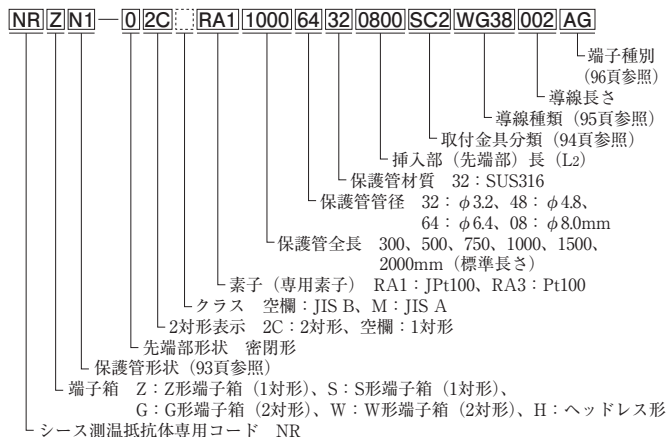 NR Z N1 — 0 2C RA1 1000 64 32 0800 SC2 WG38 002 AG
端子種別
(96頁参照)
導線長さ
導線種類(95頁参照)
取付金具分類(94頁参照)
挿入部(先端部)長(L2)
保護管材質 32:SUS316
保護管管径 32:φ3.2、48:φ4.8、
64:φ6.4、08:φ8.0mm
保護管全長 300、500、750、1000、1500、
2000mm(標準長さ)
素子(専用素子) RA1:JPt100、RA3:Pt100
クラス 空欄:JIS B、M:JIS A
2対形表示 2C:2対形、空欄:1対形
先端部形状 密閉形
保護管形状(93頁参照)
端子箱 Z:Z形端子箱(1対形)、S:S形端子箱(1対形)、
G:G形端子箱(2対形)、W:W形端子箱(2対形)、H:ヘッドレス形
シース測温抵抗体専用コード NR